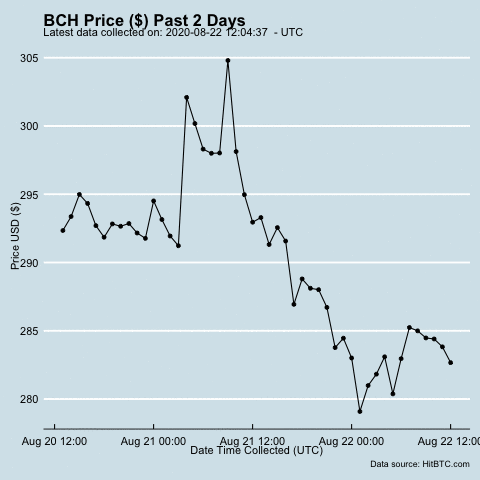 BCH Price ($) Past 2 Days
Latest data collected on: 2020-08-22 12:04:37 - UTC
305
300
295
290
285
280
Price USD ($)
Aug 20 12:00 Aug 21 00:00 Aug 21 12:00 Aug 22 00:00 Aug 22 12:00
Date Time Collected (UTC)
Data source: HitBTC.com